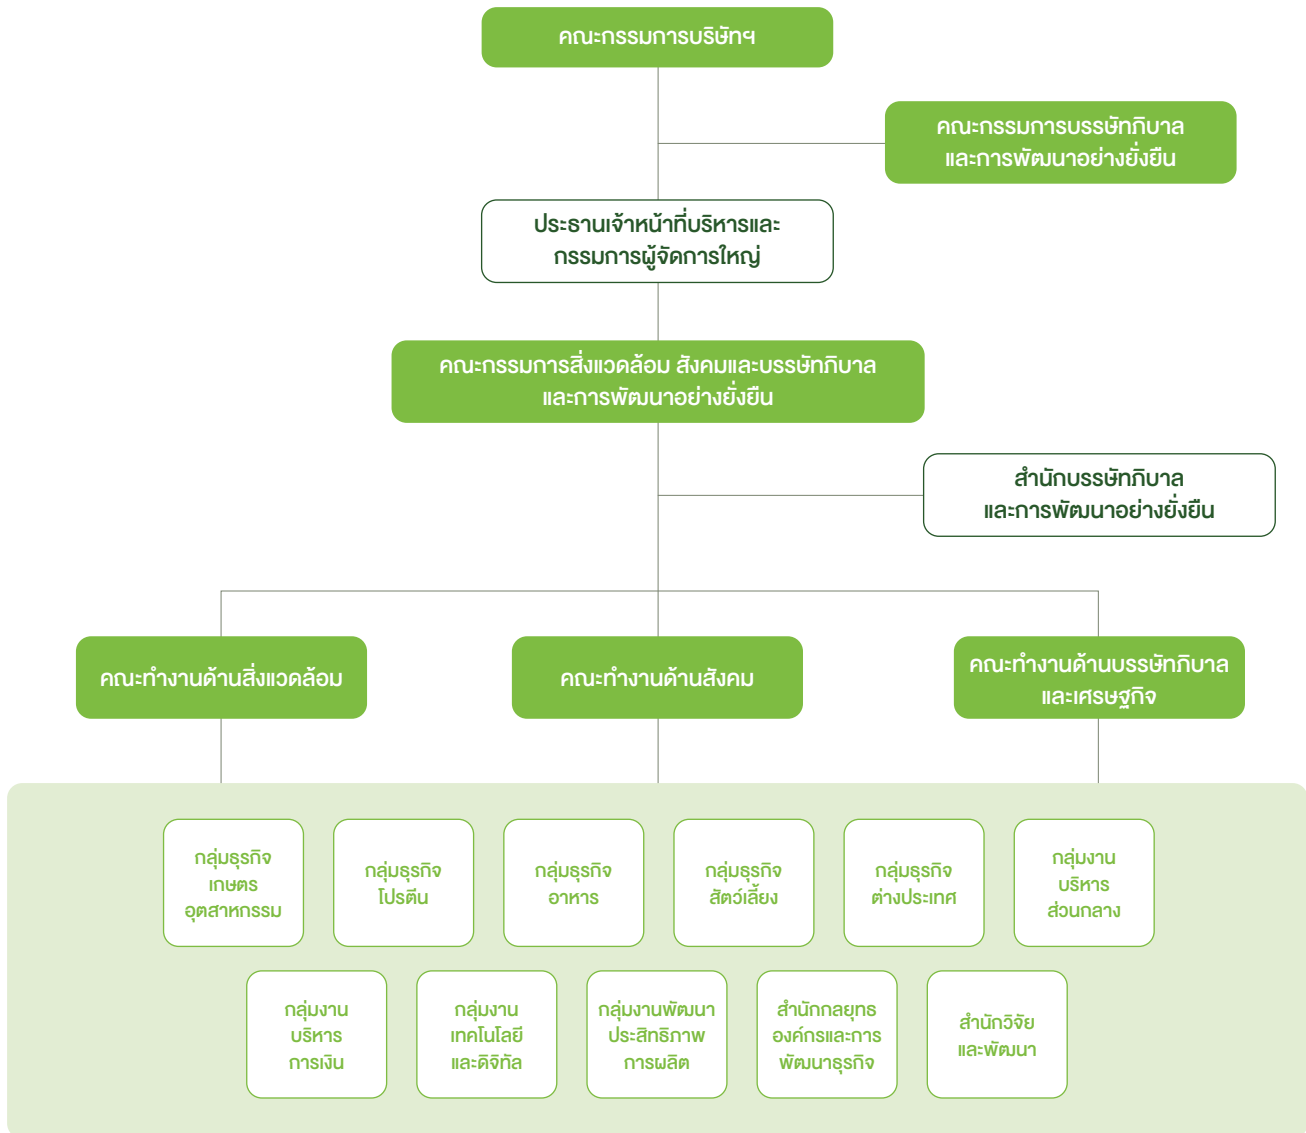 คณะกรรมการบริษัทฯ
คณะกรรมการบรรษัทภิบาล
และการพัฒนาอย่างยั่งยืน
ประธานเจ้าหน้าที่บริหารและ
กรรมการผู้จัดการใหญ่
คณะกรรมการสิ่งแวดล้อม สังคมและบรรษัทภิบาล
และการพัฒนาอย่างยั่งยืน
สำนักบรรษัทภิบาล
และการพัฒนาอย่างยั่งยืน
คณะทำงานด้านสิ่งแวดล้อม
คณะทำงานด้านสังคม
คณะทำงานด้านบรรษัทภิบาล
และเศรษฐกิจ
กลุ่มธุรกิจ
เกษตร
อุตสาหกรรม
กลุ่มธุรกิจ
โปรตีน
กลุ่มธุรกิจ
อาหาร
กลุ่มธุรกิจ
สัตว์เลี้ยง
กลุ่มธุรกิจ
ต่างประเทศ
กลุ่มงาน
บริหาร
ส่วนกลาง
กลุ่มงาน
บริหาร
การเงิน
กลุ่มงาน
เทคโนโลยี
และดิจิทัล
กลุ่มงานพัฒนา
ประสิทธิภาพ
การผลิต
สำนักกลยุทธ
องค์กรและการ
พัฒนาธุรกิจ
สำนักวิจัย
และพัฒนา